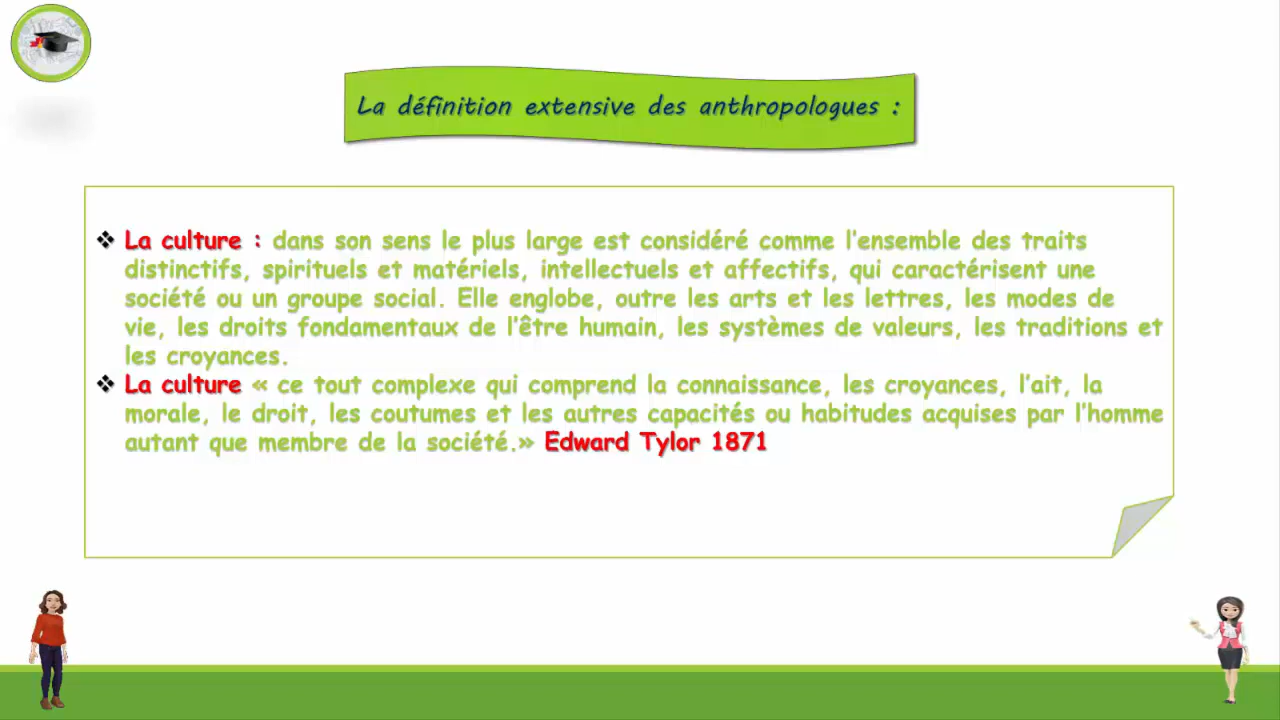 La définition extensive des anthropologues :
❖ La culture : dans son sens le plus large est considéré comme l'ensemble des traits
distinctifs, spirituels et matériels, intellectuels et affectifs, qui caractérisent une
société ou un groupe social. Elle englobe, outre les arts et les lettres, les modes de
vie, les droits fondamentaux de l'être humain, les systèmes de valeurs, les traditions et
les croyances.
❖ La culture « ce tout complexe qui comprend la connaissance, les croyances, l'ait, la
morale, le droit, les coutumes et les autres capacités ou habitudes acquises par l'homme
autant que membre de la société.» Edward Tylor 1871